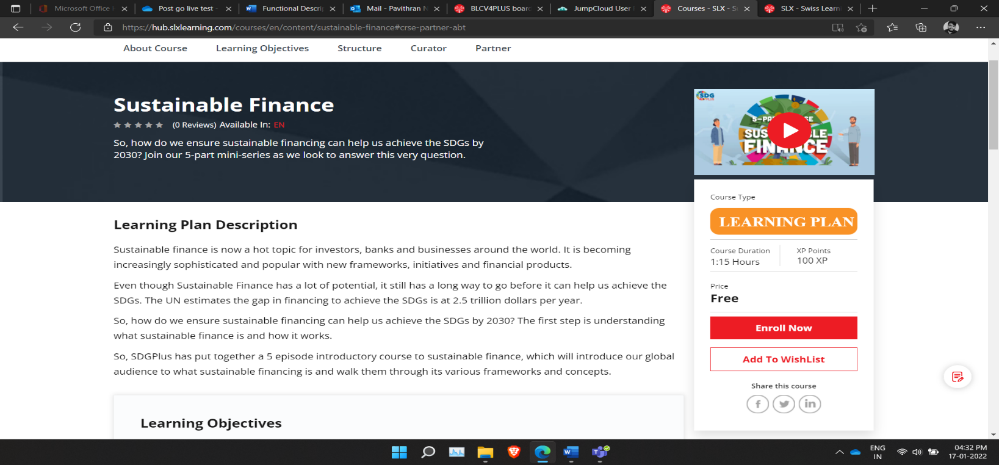 Microsoft Office
Post go live test -
Functional Descri
Mail - Pavithran N
BLCV4PLUS boar
JumpCloud User
Courses - SLX - S
SLX - Swiss Learn
https://hub.slxlearning.com/courses/en/content/sustainable-finance#crse-partner-abt
About Course Learning Objectives Structure Curator Partner
Sustainable Finance
(0 Reviews) Available In: EN
So, how do we ensure sustainable financing can help us achieve the SDGs by
2030? Join our 5-part mini-series as we look to answer this very question.
SDG
PLUS
FINANCE
Course Type
LEARNING PLAN
Course Duration
1:15 Hours
XP Points
100 XP
Price
Free
Enroll Now
Add To WishList
Share this course
Learning Plan Description
Sustainable finance is now a hot topic for investors, banks and businesses around the world. It is becoming
increasingly sophisticated and popular with new frameworks, initiatives and financial products.
Even though Sustainable Finance has a lot of potential, it still has a long way to go before it can help us achieve the
SDGs. The UN estimates the gap in financing to achieve the SDGs is at 2.5 trillion dollars per year.
So, how do we ensure sustainable financing can help us achieve the SDGs by 2030? The first step is understanding
what sustainable finance is and how it works.
So, SDGPlus has put together a 5 episode introductory course to sustainable finance, which will introduce our global
audience to what sustainable financing is and walk them through its various frameworks and concepts.
Learning Objectives
ENG
IN
04:32 PM
17-01-2022